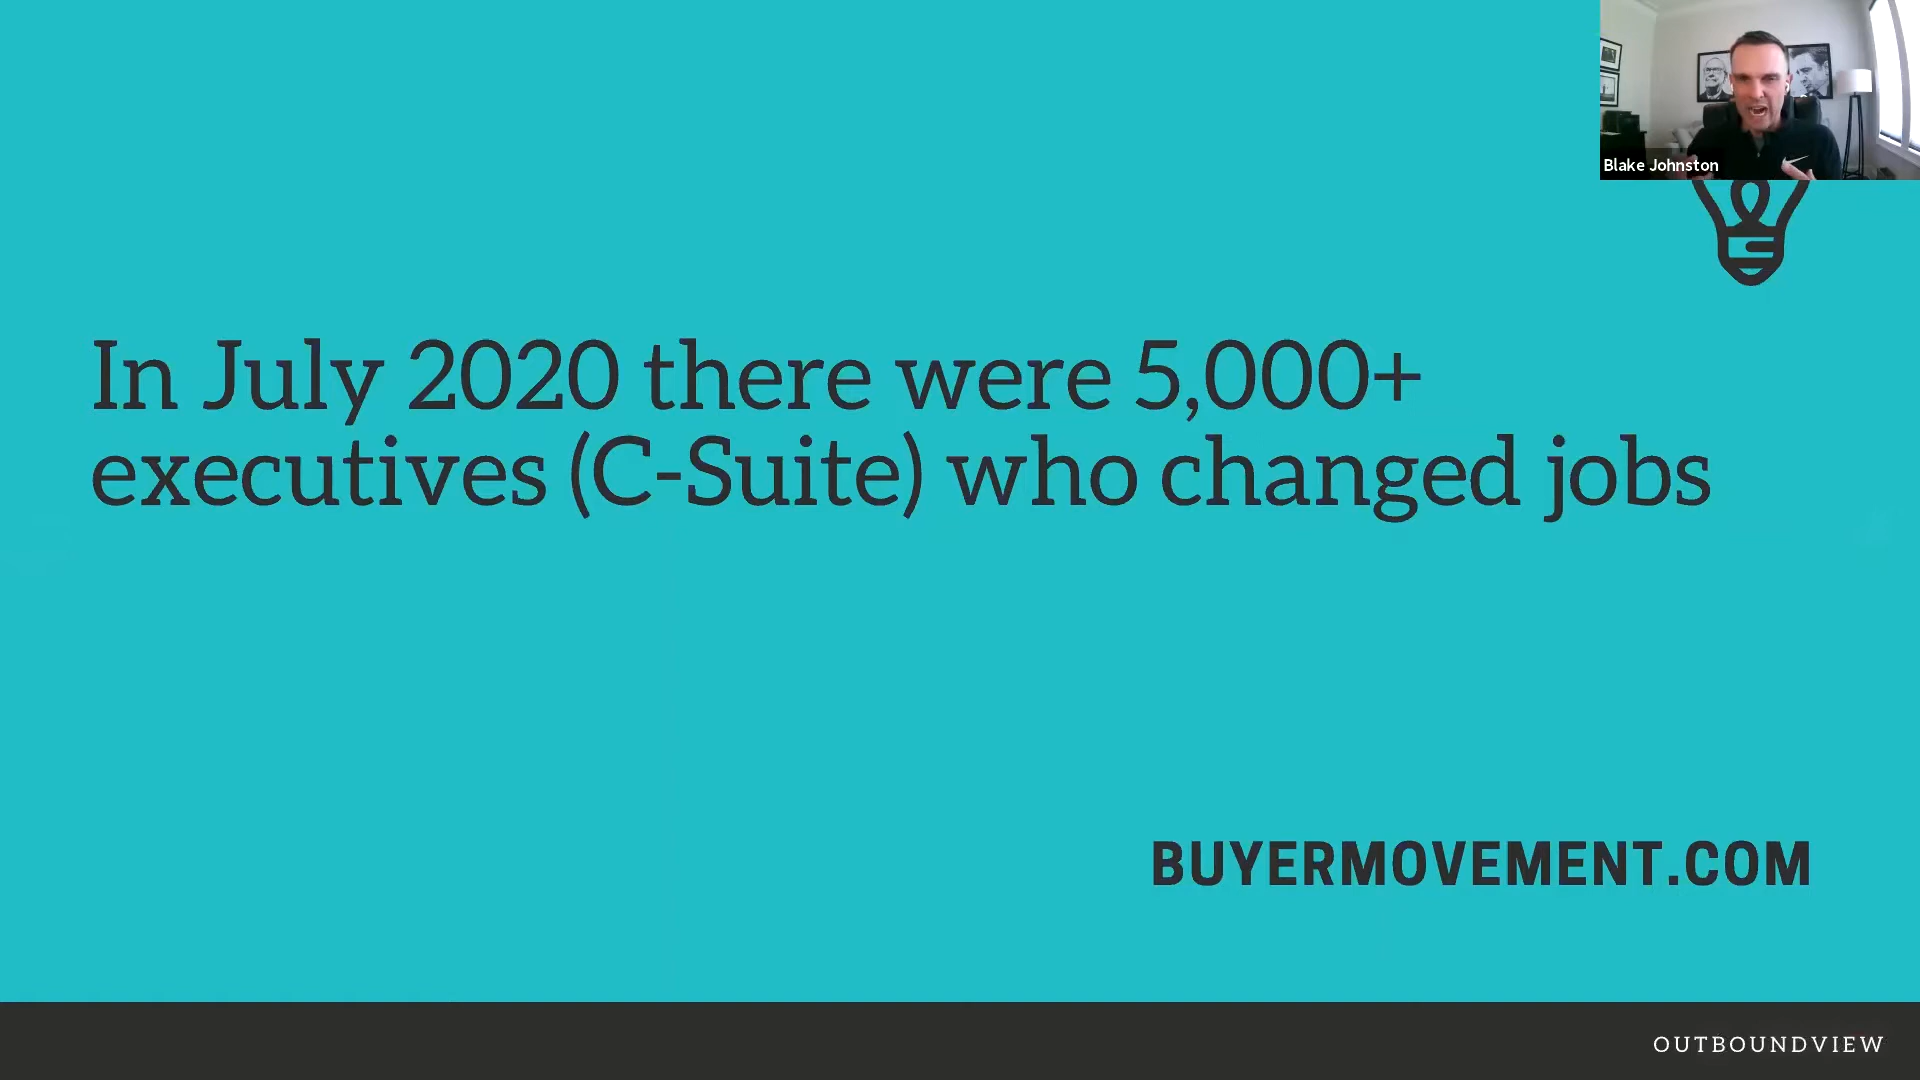 Blake Johnston
In July 2020 there were 5,000+
executives (C-Suite) who changed jobs
BUYERMOVEMENT.COM
OUTBOUNDVIEW